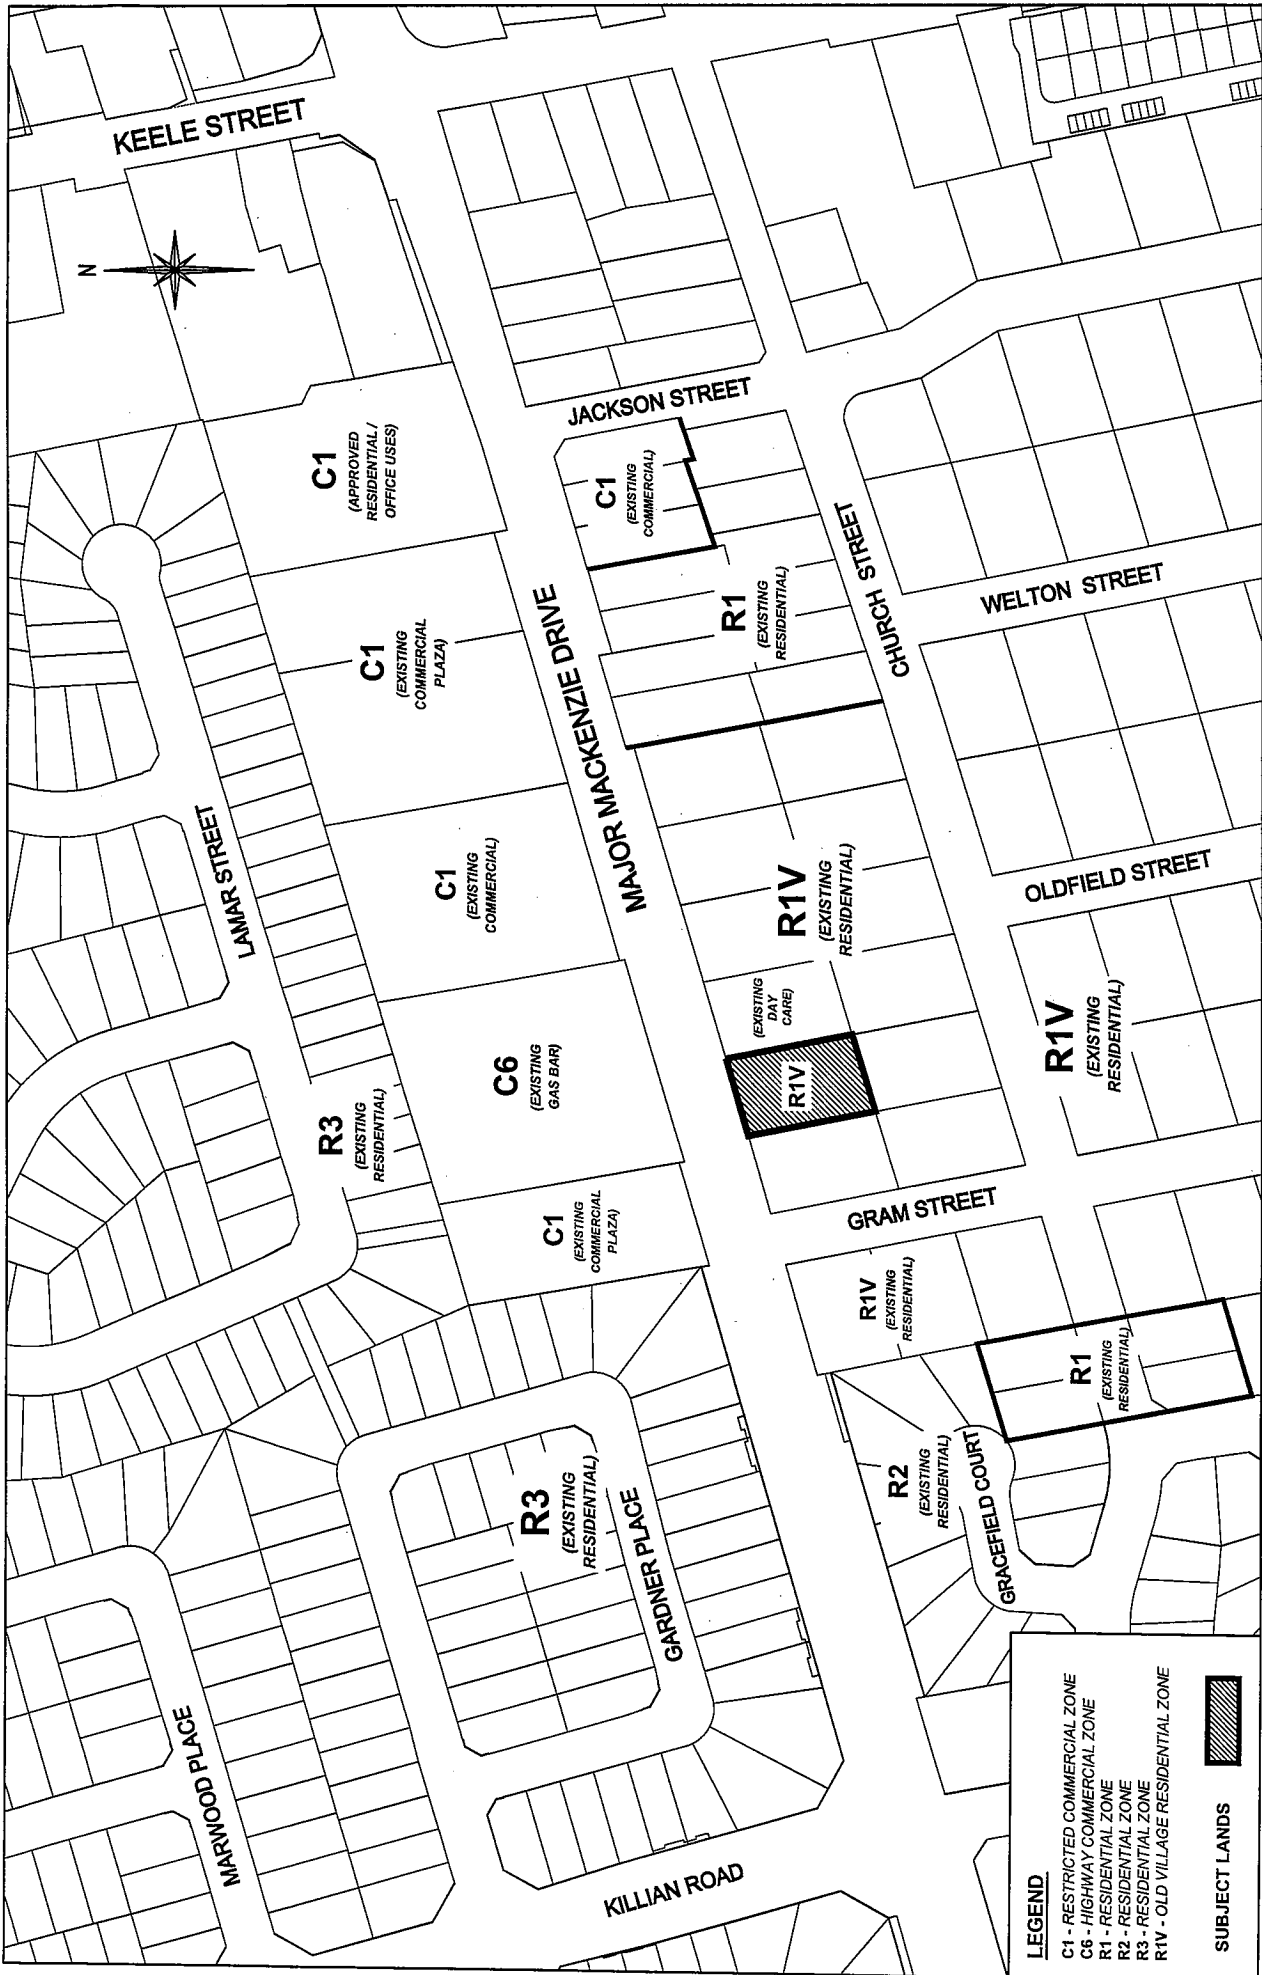 KEELE STREET
N
C1
(APPROVED
RESIDENTIAL /
OFFICE USES)
JACKSON STREET
C1
(EXISTING
COMMERCIAL)
C1
(EXISTING
COMMERCIAL
PLAZA)
R1
(EXISTING
RESIDENTIAL)
CHURCH STREET
WELTON STREET
MAJOR MACKENZIE DRIVE
LAMAR STREET
C1
(EXISTING
COMMERCIAL)
R1V
(EXISTING
RESIDENTIAL)
OLDFIELD STREET
(EXISTING
DAY
CARE)
R1V
R1V
(EXISTING
RESIDENTIAL)
C6
(EXISTING
GAS BAR)
R3
(EXISTING
RESIDENTIAL)
C1
(EXISTING
COMMERCIAL
PLAZA)
GRAM STREET
R1V
(EXISTING
RESIDENTIAL)
R1
(EXISTING
RESIDENTIAL)
R2
(EXISTING
RESIDENTIAL)
GRACEFIELD COURT
R3
(EXISTING
RESIDENTIAL)
GARDNER PLACE
MARWOOD PLACE
KILLIAN ROAD
LEGEND
C1 - RESTRICTED COMMERCIAL ZONE
C6 - HIGHWAY COMMERCIAL ZONE
R1 - RESIDENTIAL ZONE
R2 - RESIDENTIAL ZONE
R3 - RESIDENTIAL ZONE
R1V - OLD VILLAGE RESIDENTIAL ZONE
SUBJECT LANDS